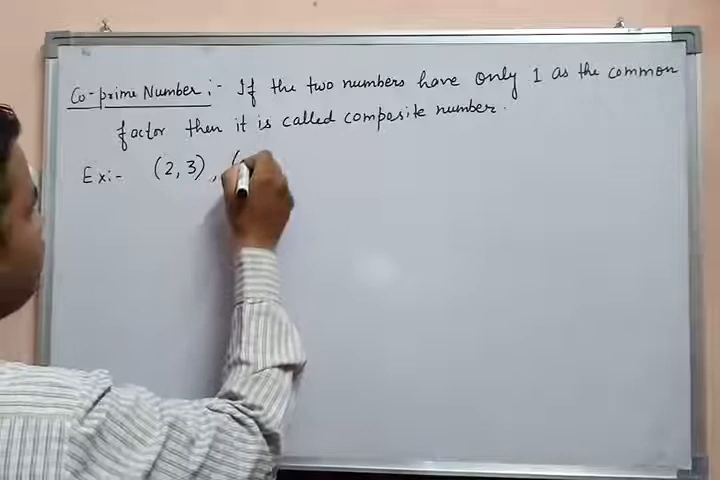 Co-prime Number :- If the two numbers have only 1 as the common
factor then it is called composite number.
Ex:- (2, 3), (